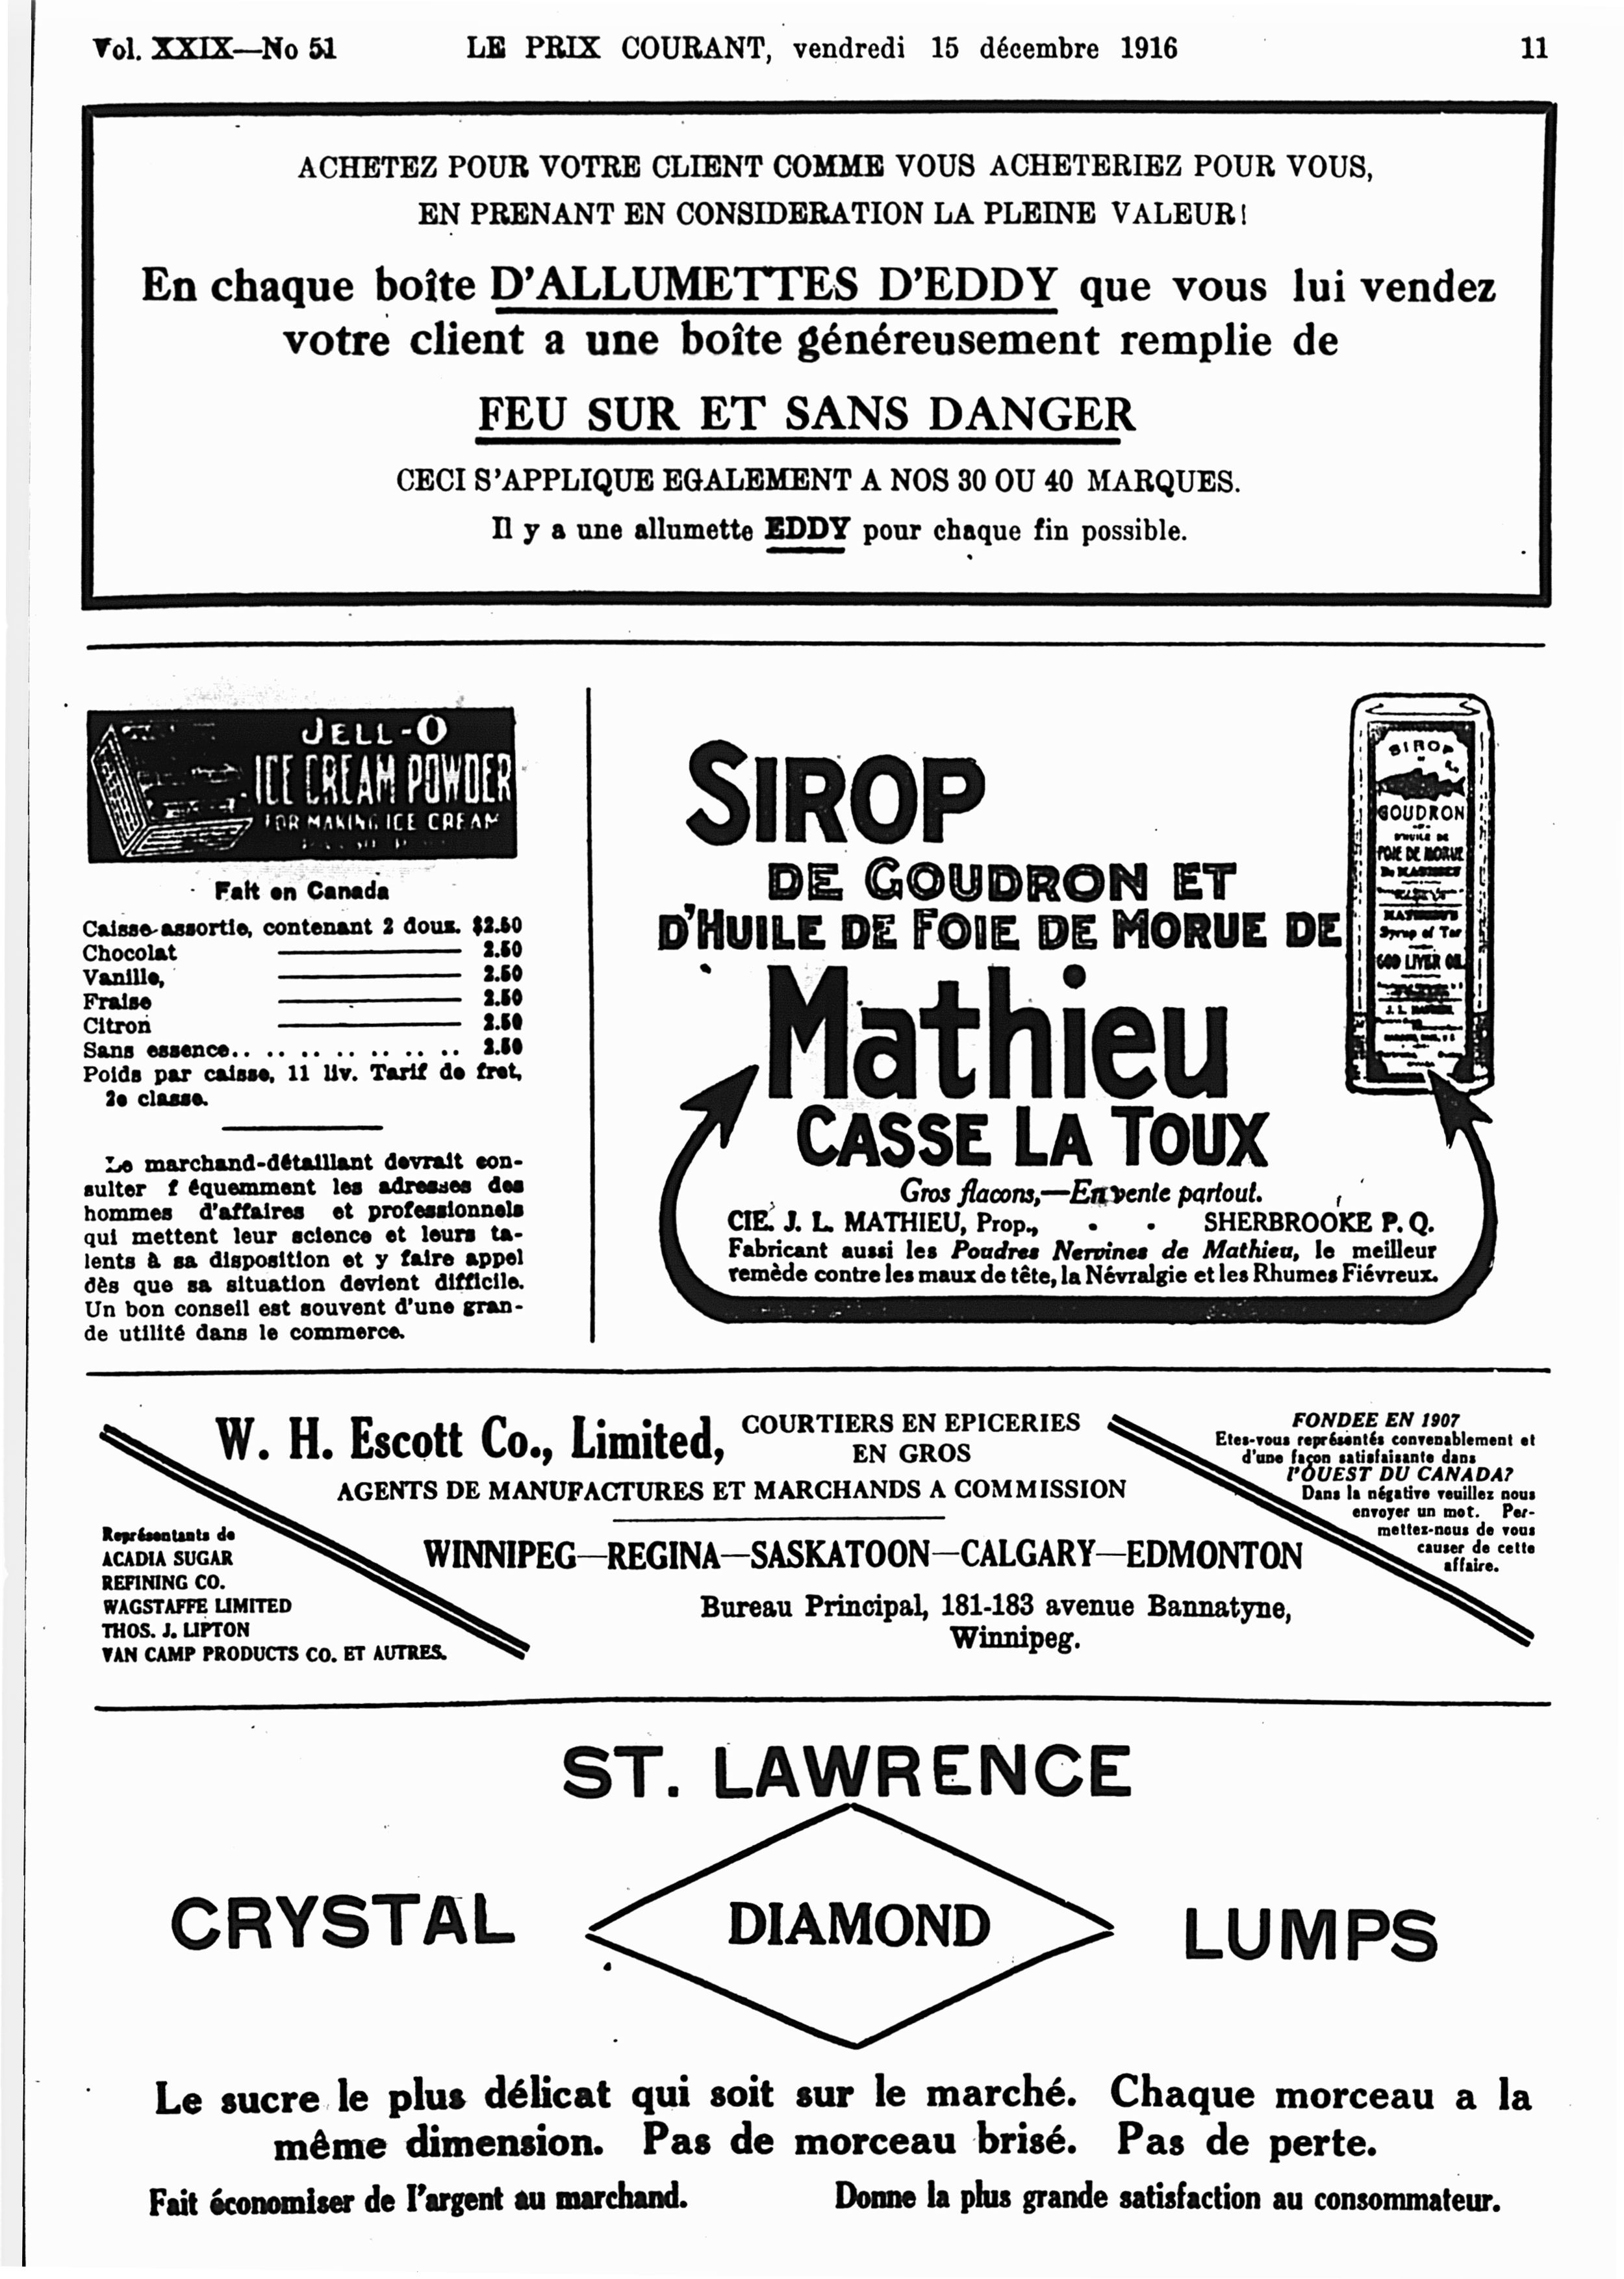 Vol. XXIX—No 51 LE PRIX COURANT, vendredi 15 décembre 1916 11
ACHETEZ POUR VOTRE CLIENT COMME VOUS ACHETERIEZ POUR VOUS,
EN PRENANT EN CONSIDERATION LA PLEINE VALEUR!
En chaque boîte D'ALLUMETTES D'EDDY que vous lui vendez
votre client a une boîte généreusement remplie de
FEU SUR ET SANS DANGER
CECI S'APPLIQUE EGALEMENT A NOS 30 OU 40 MARQUES.
Il y a une allumette EDDY pour chaque fin possible.
JELL-O
ICE CREAM POWDER
FOR MAKING ICE CREAM
Fait en Canada
Caisse assortie, contenant 2 douz. $2.50
Chocolat 2.50
Vanille, 2.50
Fraise 2.50
Citron 2.50
Sans essence.. .. .. .. .. .. .. .. 2.50
Poids par caisse, 11 liv. Tarif de fret,
2e classe.
Le marchand-détaillant devrait con-
sulter f équemment les adresses des
hommes d'affaires et professionnels
qui mettent leur science et leurs ta-
lents à sa disposition et y faire appel
dès que sa situation devient difficile.
Un bon conseil est souvent d'une gran-
de utilité dans le commerce.
SIROP
DE GOUDRON ET
D'HUILE DE FOIE DE MORUE DE
Mathieu
CASSE LA TOUX
Gros flacons,—En vente partout.
CIE. J. L. MATHIEU, Prop., - - SHERBROOKE P. Q.
Fabricant aussi les Poudres Nervines de Mathieu, le meilleur
remède contre les maux de tête, la Névralgie et les Rhumes Fiévreux.
SIROP
GOUDRON
D'HUILE DE
FOIE DE MORUE
DE MATHIEU
MATHIEU'S
Syrup of Tar
COD LIVER OIL
W. H. Escott Co., Limited, COURTIERS EN EPICERIES
EN GROS
AGENTS DE MANUFACTURES ET MARCHANDS A COMMISSION
WINNIPEG—REGINA—SASKATOON—CALGARY—EDMONTON
Bureau Principal, 181-183 avenue Bannatyne,
Winnipeg.
Représentants de
ACADIA SUGAR
REFINING CO.
WAGSTAFFE LIMITED
THOS. J. LIPTON
VAN CAMP PRODUCTS CO. ET AUTRES.
FONDEE EN 1907
Etes-vous représentés convenablement et
d'une façon satisfaisante dans
l'OUEST DU CANADA?
Dans la négative veuillez nous
envoyer un mot. Per-
mettez-nous de vous
causer de cette
affaire.
ST. LAWRENCE
CRYSTAL DIAMOND LUMPS
Le sucre le plus délicat qui soit sur le marché. Chaque morceau a la
même dimension. Pas de morceau brisé. Pas de perte.
Fait économiser de l'argent au marchand. Donne la plus grande satisfaction au consommateur.